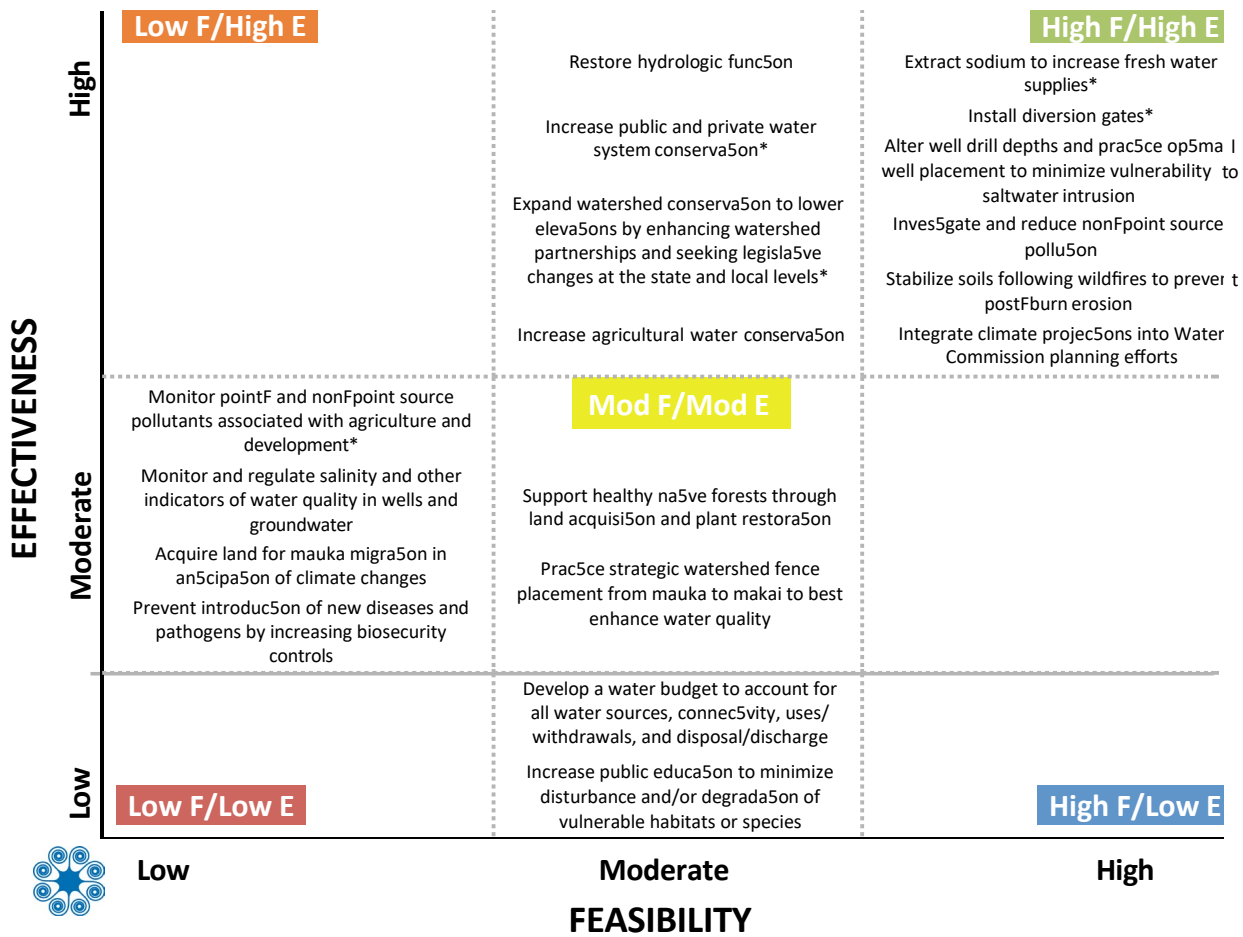 Low F/High E
High F/High E
High
Restore hydrologic func5on
Increase public and private water
system conserva5on*
Expand watershed conserva5on to lower
eleva5ons by enhancing watershed
partnerships and seeking legisla5ve
changes at the state and local levels*
Increase agricultural water conserva5on
Extract sodium to increase fresh water
supplies*
Install diversion gates*
Alter well drill depths and prac5ce op5ma l
well placement to minimize vulnerability to
saltwater intrusion
Inves5gate and reduce nonFpoint source
pollu5on
Stabilize soils following wildfires to preven t
postFburn erosion
Integrate climate projec5ons into Water
Commission planning efforts
EFFECTIVENESS
Moderate
Monitor pointF and nonFpoint source
pollutants associated with agriculture and
development*
Monitor and regulate salinity and other
indicators of water quality in wells and
groundwater
Acquire land for mauka migra5on in
an5cipa5on of climate changes
Prevent introduc5on of new diseases and
pathogens by increasing biosecurity
controls
Mod F/Mod E
Support healthy na5ve forests through
land acquisi5on and plant restora5on
Prac5ce strategic watershed fence
placement from mauka to makai to best
enhance water quality
Low
Low F/Low E
Develop a water budget to account for
all water sources, connec5vity, uses/
withdrawals, and disposal/discharge
Increase public educa5on to minimize
disturbance and/or degrada5on of
vulnerable habitats or species
High F/Low E
Low
Moderate
High
FEASIBILITY